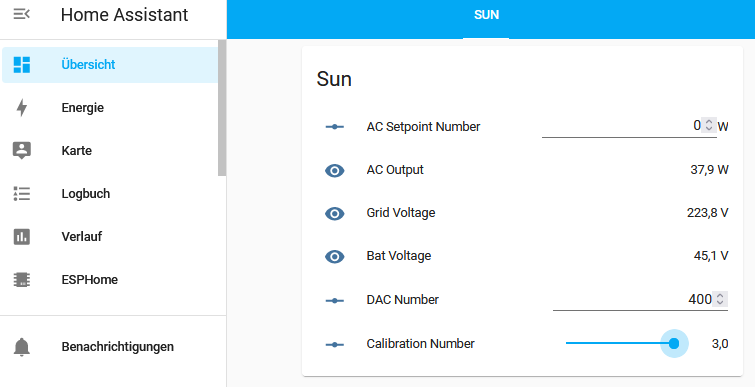 Home Assistant
SUN
Übersicht
Energie
Karte
Logbuch
Verlauf
ESPHome
Benachrichtigungen
Sun
AC Setpoint Number 0 W
AC Output 37,9 W
Grid Voltage 223,8 V
Bat Voltage 45,1 V
DAC Number 400
Calibration Number 3,0